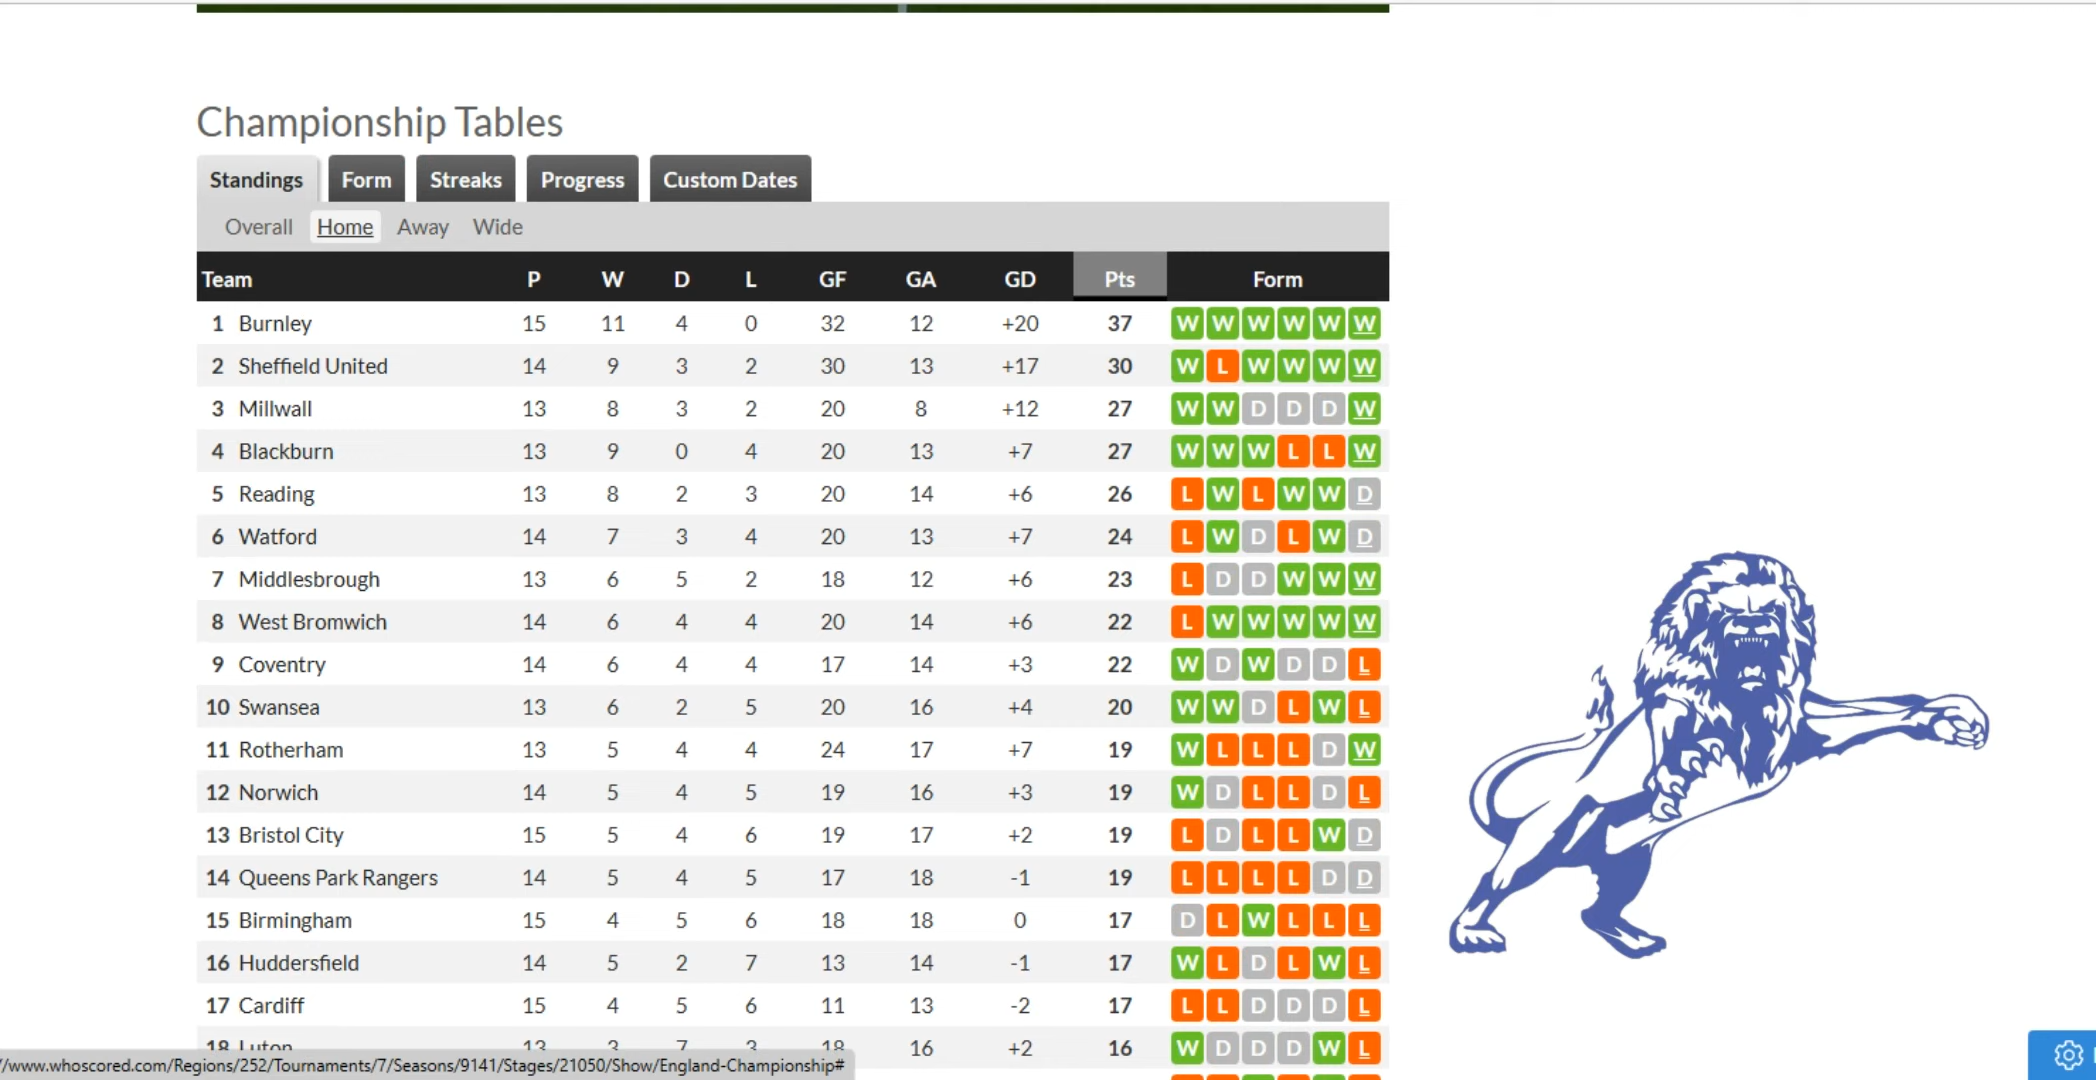 Championship Tables
Standings Form Streaks Progress Custom Dates
Overall Home Away Wide
Team P W D L GF GA GD Pts Form
1 Burnley 15 11 4 0 32 12 +20 37 W W W W W W
2 Sheffield United 14 9 3 2 30 13 +17 30 W L W W W W
3 Millwall 13 8 3 2 20 8 +12 27 W W D D D W
4 Blackburn 13 9 0 4 20 13 +7 27 W W W L L W
5 Reading 13 8 2 3 20 14 +6 26 L W L W W D
6 Watford 14 7 3 4 20 13 +7 24 L W D L W D
7 Middlesbrough 13 6 5 2 18 12 +6 23 L D D W W W
8 West Bromwich 14 6 4 4 20 14 +6 22 L W W W W W
9 Coventry 14 6 4 4 17 14 +3 22 W D W D D L
10 Swansea 13 6 2 5 20 16 +4 20 W W D L W L
11 Rotherham 13 5 4 4 24 17 +7 19 W L L L D W
12 Norwich 14 5 4 5 19 16 +3 19 W D L L D L
13 Bristol City 15 5 4 6 19 17 +2 19 L D L L W D
14 Queens Park Rangers 14 5 4 5 17 18 -1 19 L L L L D D
15 Birmingham 15 4 5 6 18 18 0 17 D L W L L L
16 Huddersfield 14 5 2 7 13 14 -1 17 W L D L W L
17 Cardiff 15 4 5 6 11 13 -2 17 L L D D D L
18 Luton 13 3 7 3 18 16 +2 16 W D D D W L
/www.whoscored.com/Regions/252/Tournaments/7/Seasons/9141/Stages/21050/Show/England-Championship#